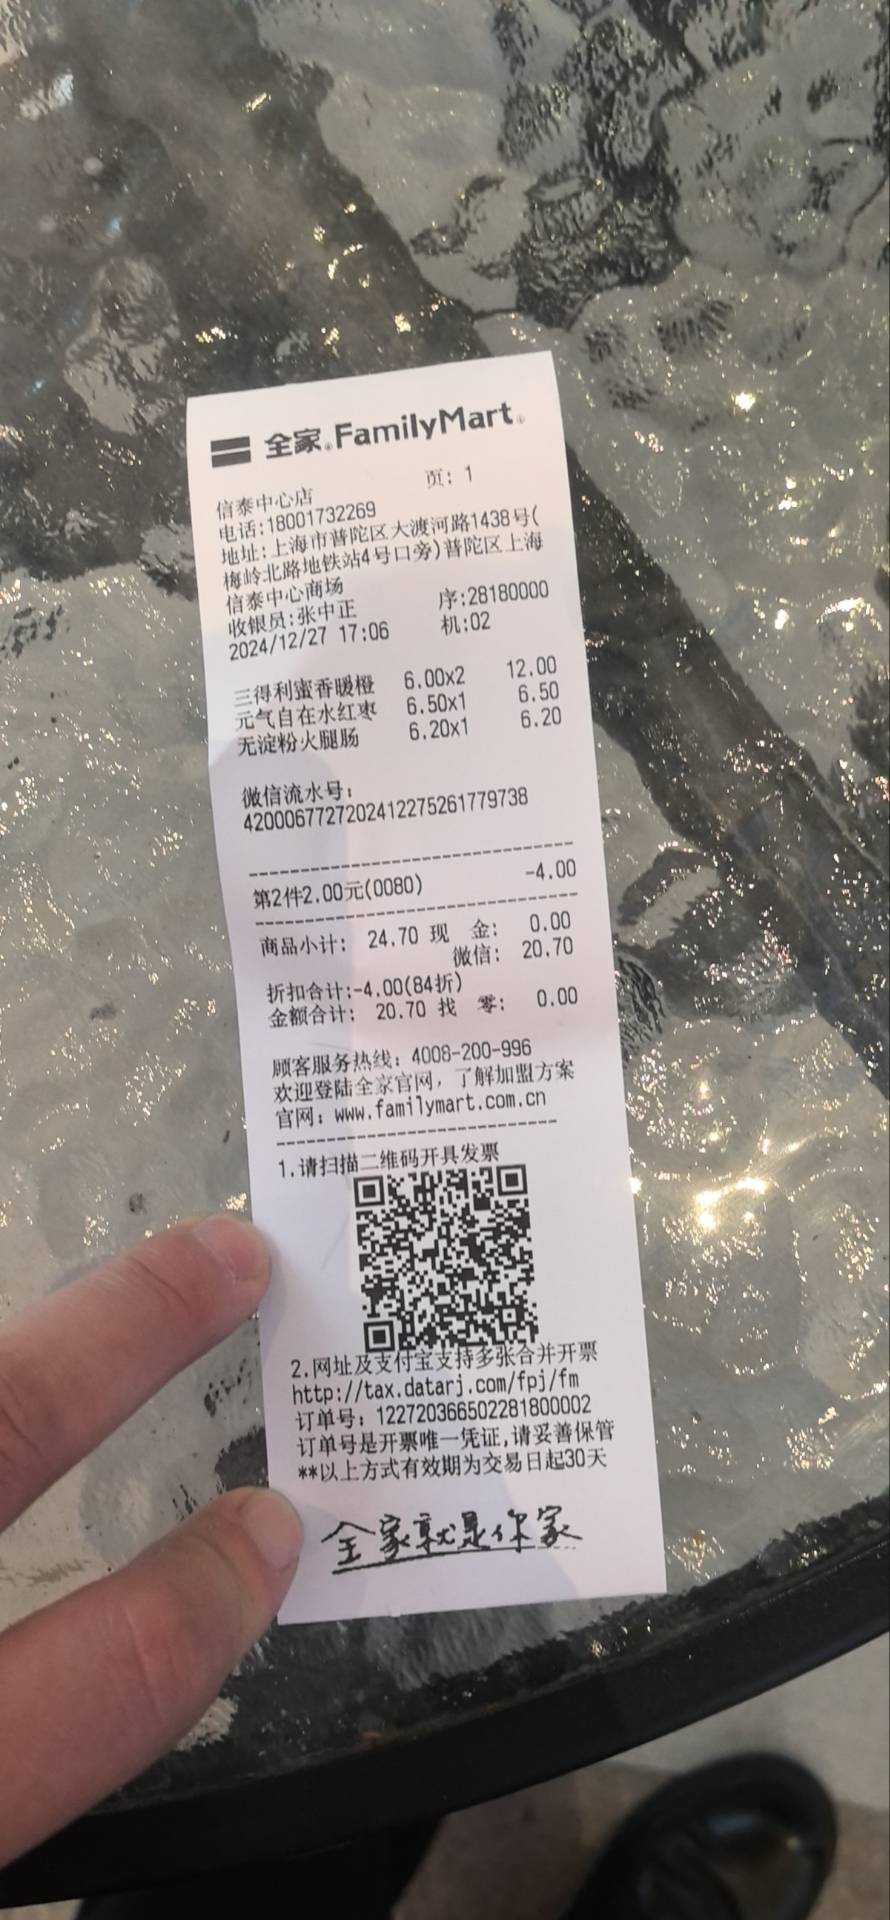 全家 FamilyMart
页: 1
信泰中心店
电话:18001732269
地址:上海市普陀区大渡河路1438号(
梅岭北路地铁站4号口旁)普陀区上海
信泰中心商场
收银员:张中正 序:28180000
2024/12/27 17:06 机:02
三得利蜜香暖橙 6.00x2 12.00
元气自在水红枣 6.50x1 6.50
无淀粉火腿肠 6.20x1 6.20
微信流水号:
4200067727202412275261779738
第2件2.00元(0080) -4.00
商品小计: 24.70 现 金: 0.00
微信: 20.70
折扣合计:-4.00(84折)
金额合计: 20.70 找 零: 0.00
顾客服务热线: 4008-200-996
欢迎登陆全家官网,了解加盟方案
官网: www.familymart.com.cn
1.请扫描二维码开具发票
2.网址及支付宝支持多张合并开票
http://tax.datarj.com/fpj/fm
订单号: 122720366502281800002
订单号是开票唯一凭证,请妥善保管
**以上方式有效期为交易日起30天
全家就是你家